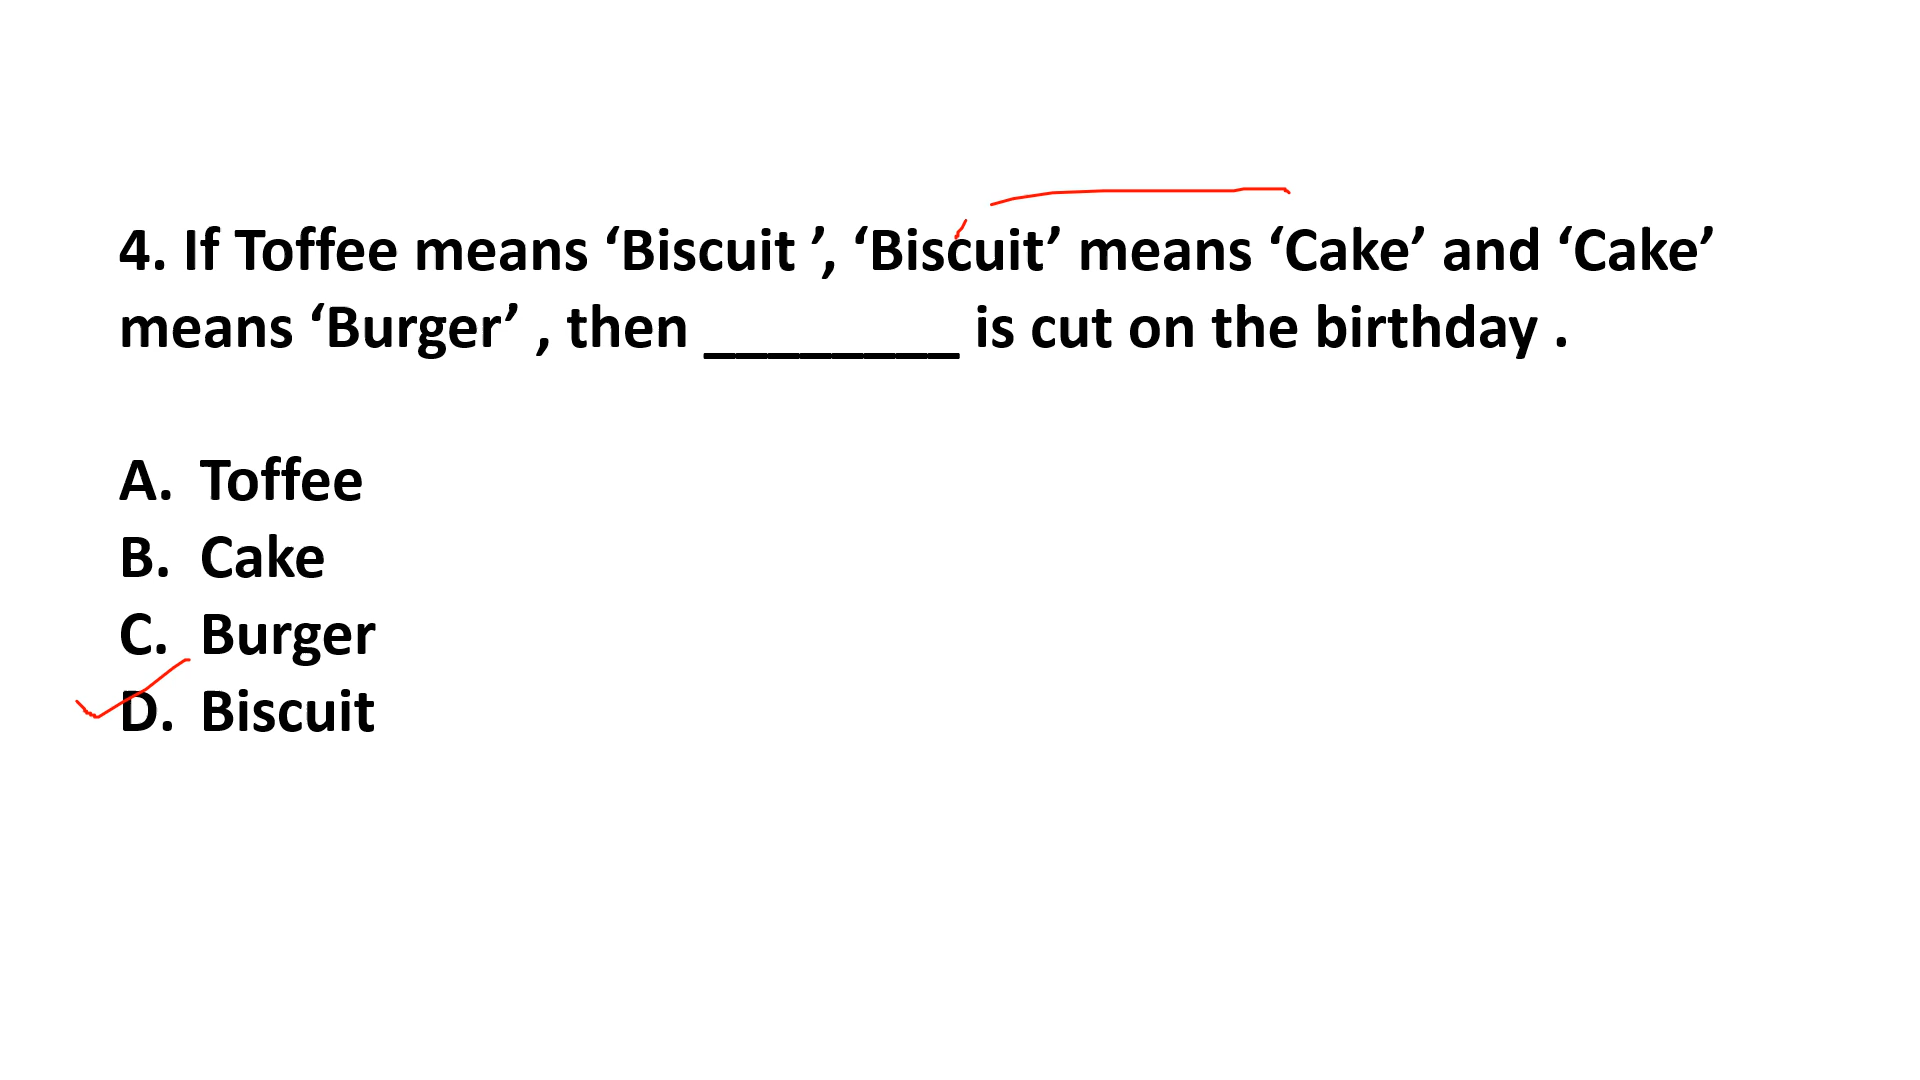 4. If Toffee means ‘Biscuit ’, ‘Biscuit’ means ‘Cake’ and ‘Cake’
means ‘Burger’ , then ________ is cut on the birthday .
A. Toffee
B. Cake
C. Burger
D. Biscuit